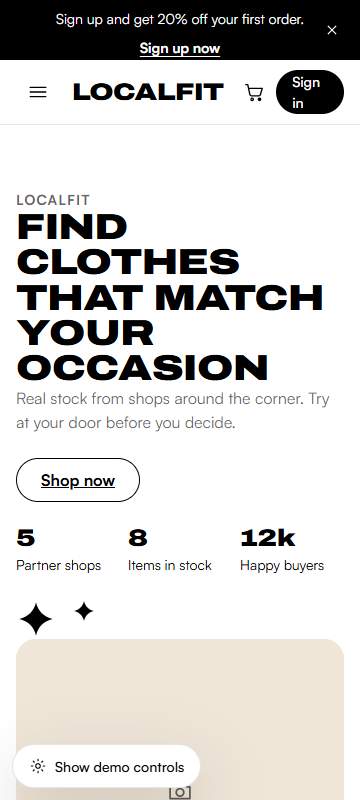 Sign up and get 20% off your first order.
Sign up now
LOCALFIT
Sign
in
LOCALFIT
FIND
CLOTHES
THAT MATCH
YOUR
OCCASION
Real stock from shops around the corner. Try
at your door before you decide.
Shop now
5
8
12k
Partner shops
Items in stock
Happy buyers
Show demo controls